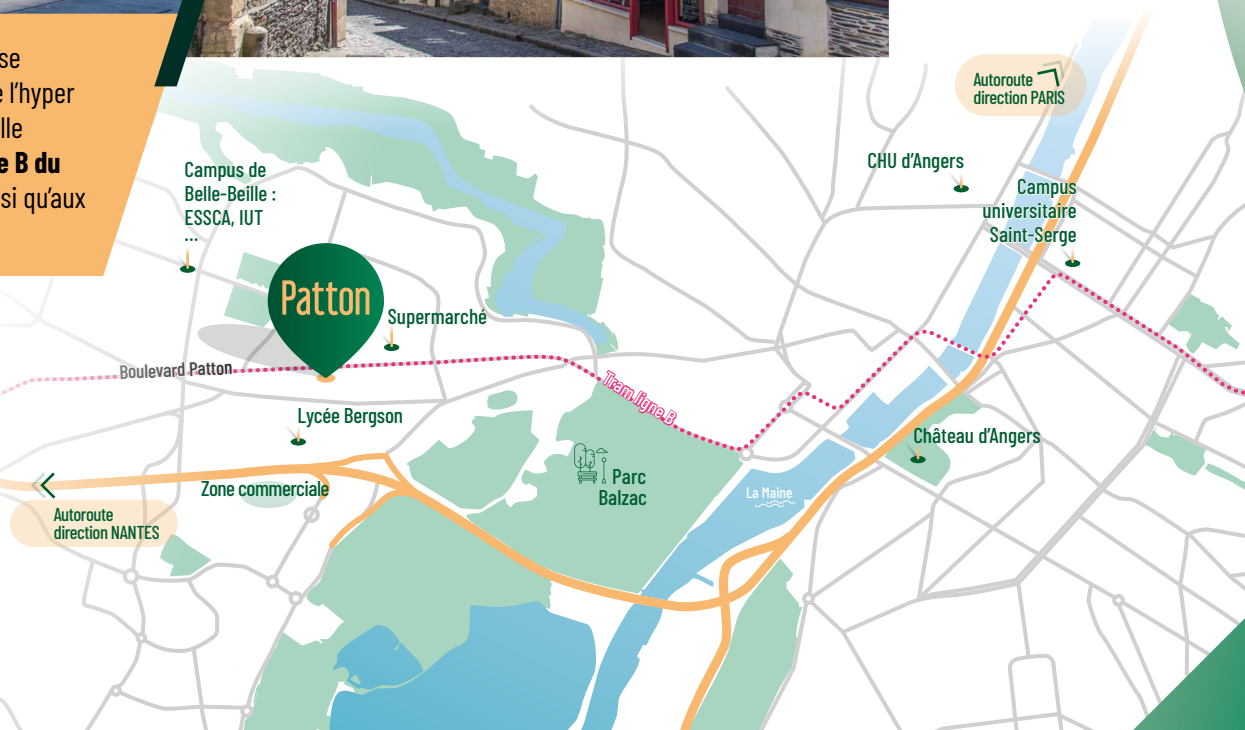 se
l'hyper
B du
si qu'aux
Autoroute
direction PARIS
CHU d'Angers
Campus de
Belle-Beille :
ESSCA, IUT
...
Campus
universitaire
Saint-Serge
Patton
Supermarché
Boulevard Patton
Tram ligne B
Lycée Bergson
Château d'Angers
Parc
Balzac
Zone commerciale
La Maine
Autoroute
direction NANTES